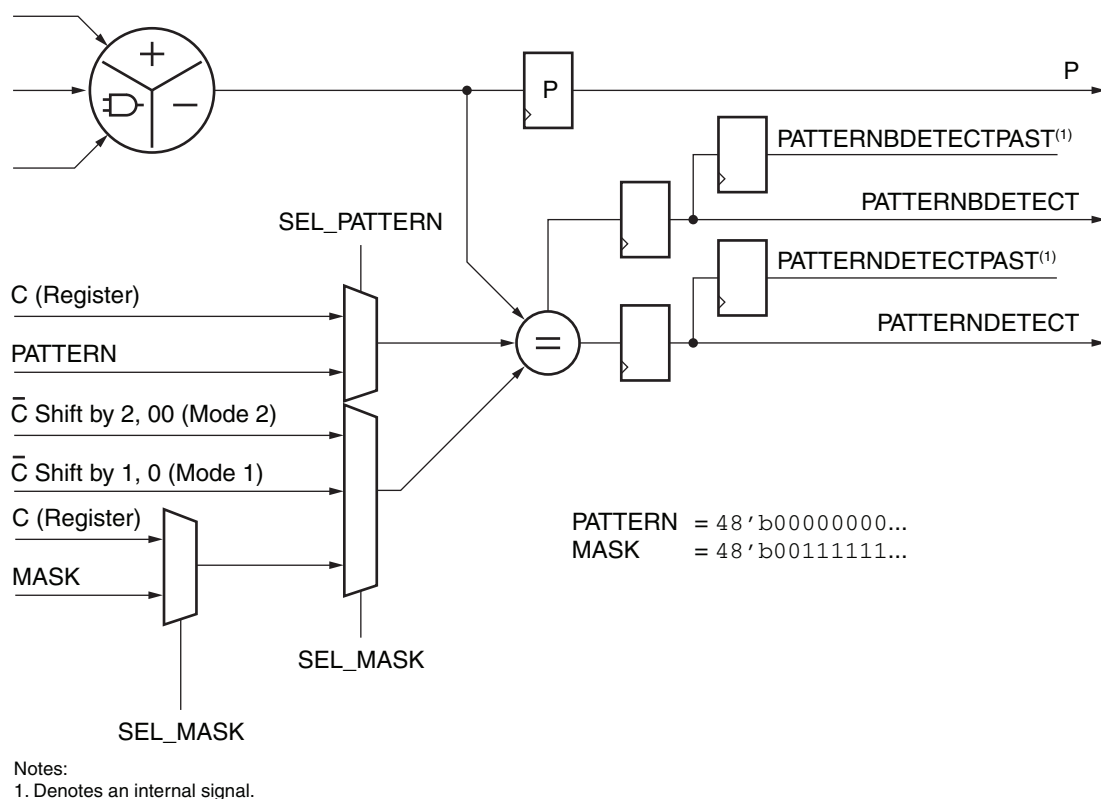 P
P
PATTERNBDETECTPAST(1)
PATTERNBDETECT
SEL_PATTERN
PATTERNDETECTPAST(1)
C (Register)
PATTERNDETECT
=
PATTERN
C̅ Shift by 2, 00 (Mode 2)
C̅ Shift by 1, 0 (Mode 1)
C (Register)
MASK
PATTERN = 48'b00000000...
MASK = 48'b00111111...
SEL_MASK
SEL_MASK
Notes:
1. Denotes an internal signal.